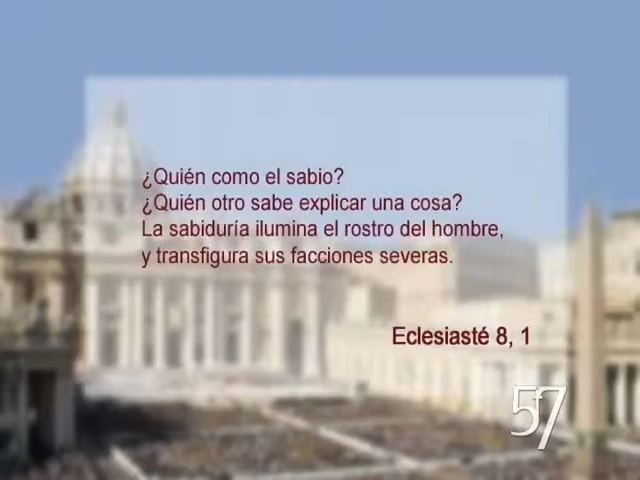 ¿Quién como el sabio?
¿Quién otro sabe explicar una cosa?
La sabiduría ilumina el rostro del hombre,
y transfigura sus facciones severas.
Eclesiasté 8, 1
57